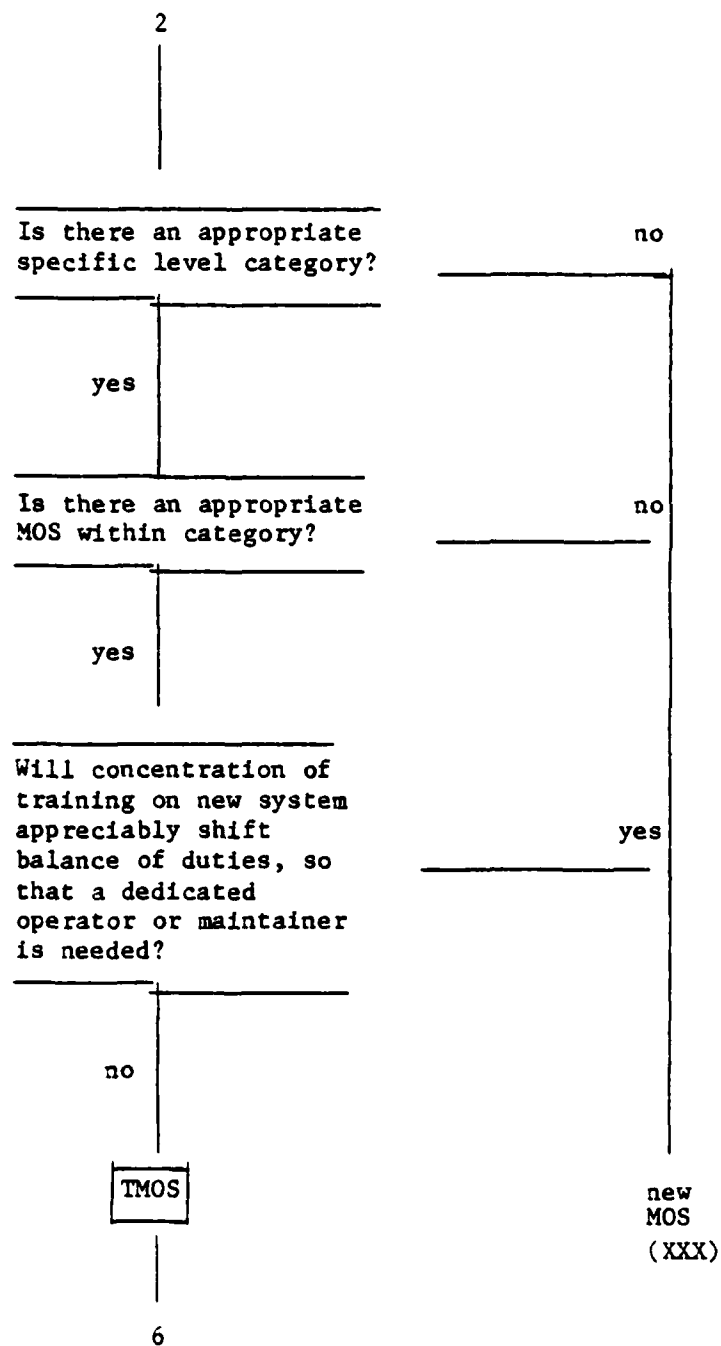 2
Is there an appropriate
specific level category?
no
yes
Is there an appropriate
MOS within category?
no
yes
Will concentration of
training on new system
appreciably shift
balance of duties, so
that a dedicated
operator or maintainer
is needed?
yes
no
TMOS
new
MOS
(XXX)
6